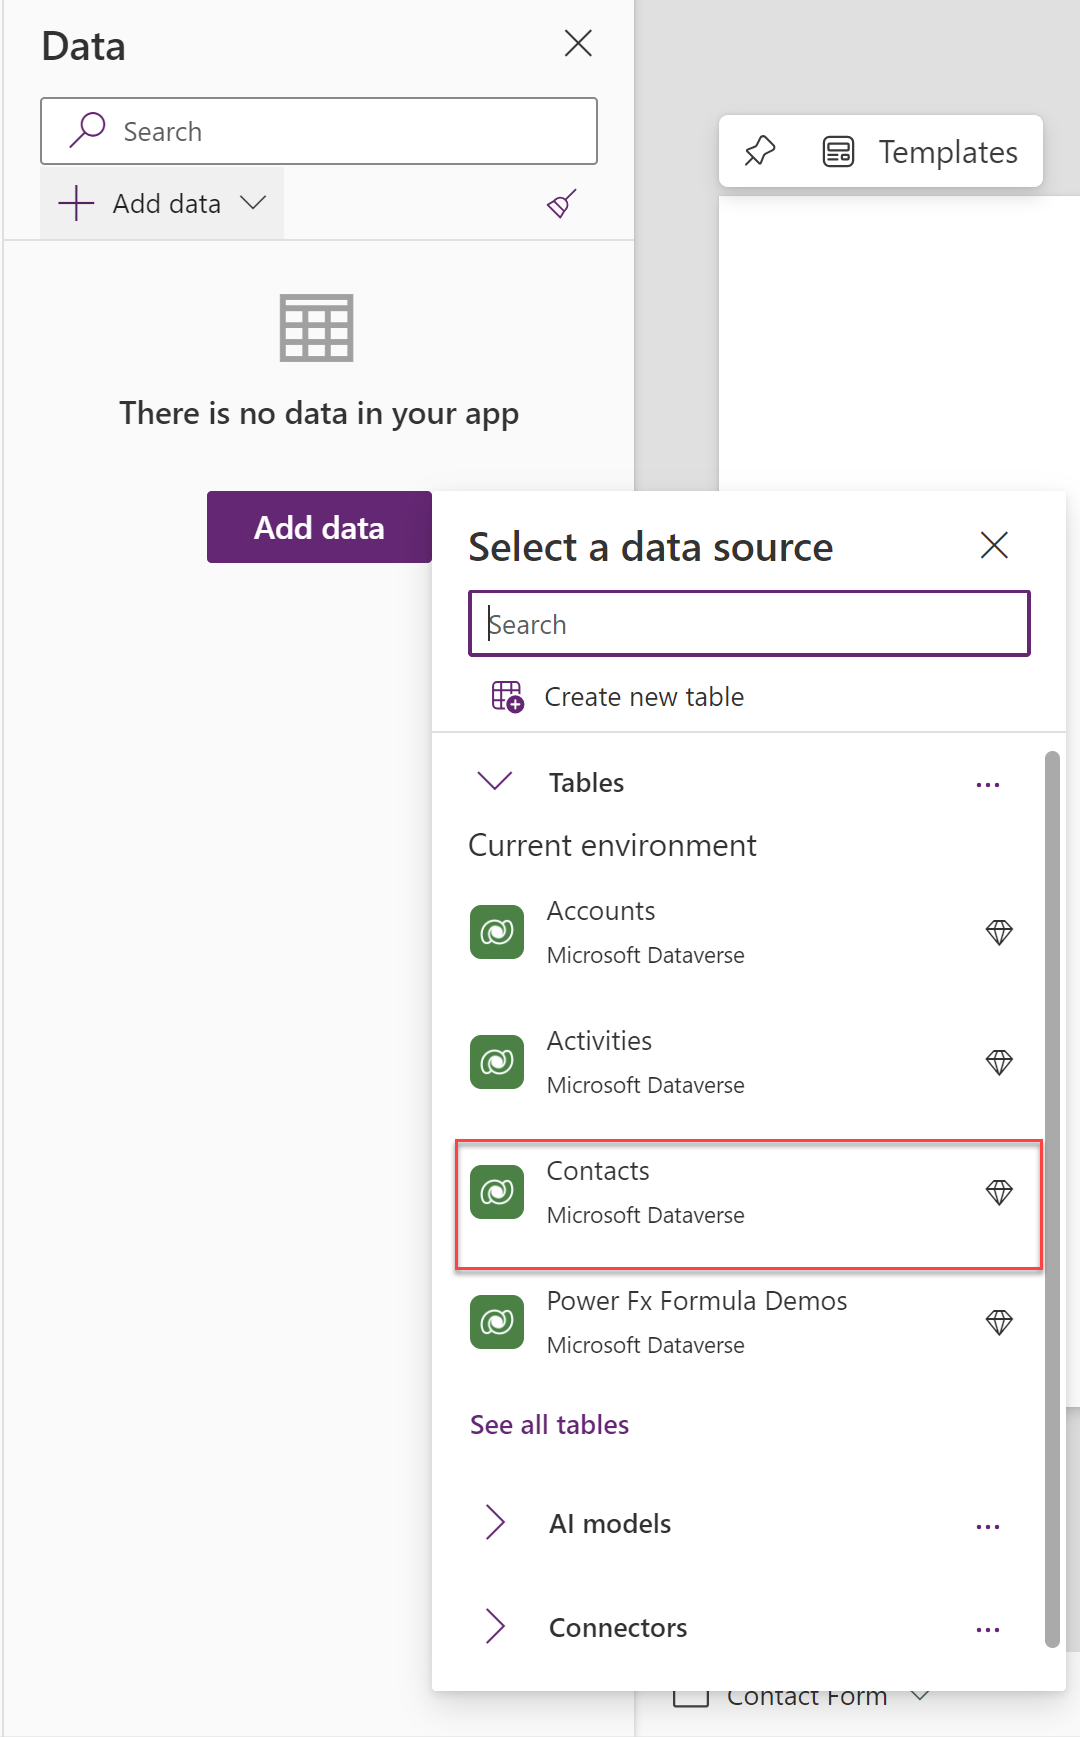 Data
Search
Add data
Templates
There is no data in your app
Add data
Select a data source
Search
Create new table
Tables
Current environment
Accounts
Microsoft Dataverse
Activities
Microsoft Dataverse
Contacts
Microsoft Dataverse
Power Fx Formula Demos
Microsoft Dataverse
See all tables
AI models
Connectors
Contact Form